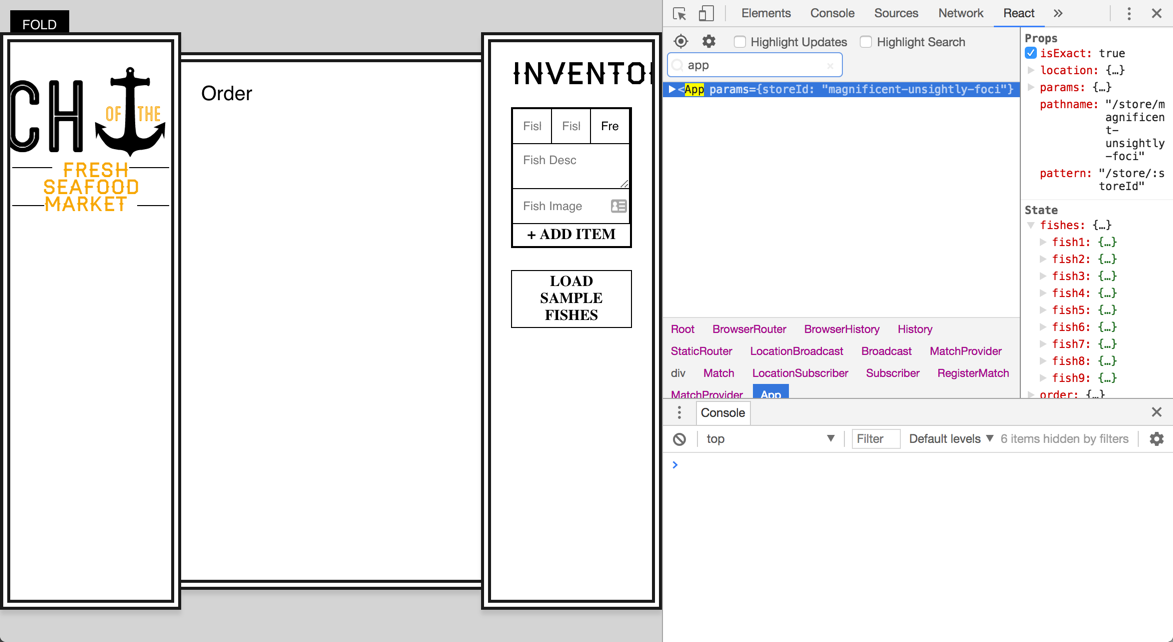 FOLD
CH OF THE
FRESH
SEAFOOD
MARKET
Order
INVENTO
Fisl Fisl Fre
Fish Desc
Fish Image
+ ADD ITEM
LOAD
SAMPLE
FISHES
Elements Console Sources Network React »
Highlight Updates Highlight Search
app
<App params={storeId: "magnificent-unsightly-foci"}
Root BrowserRouter BrowserHistory History
StaticRouter LocationBroadcast Broadcast MatchProvider
div Match LocationSubscriber Subscriber RegisterMatch
MatchProvider App
Props
isExact: true
location: {…}
params: {…}
pathname: "/store/m
agnificen
t-
unsightly
-foci"
pattern: "/store/:s
toreId"
State
fishes: {…}
fish1: {…}
fish2: {…}
fish3: {…}
fish4: {…}
fish5: {…}
fish6: {…}
fish7: {…}
fish8: {…}
fish9: {…}
order: {…}
Console
top Filter Default levels 6 items hidden by filters